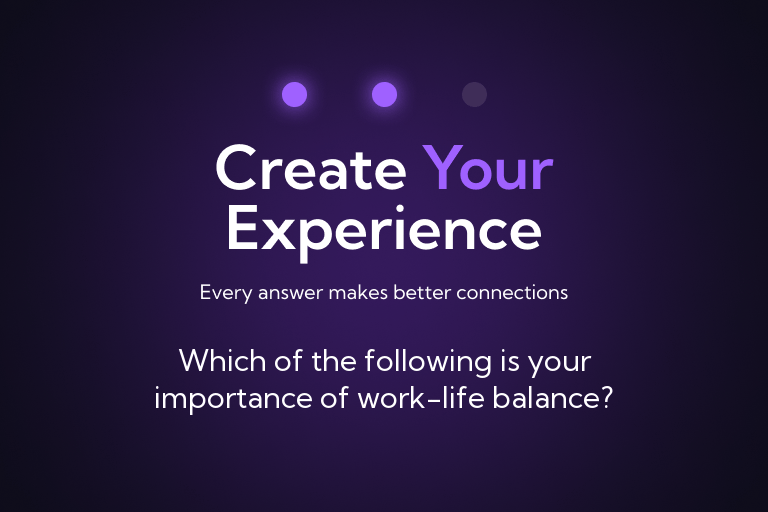 Create Your
Experience
Every answer makes better connections
Which of the following is your
importance of work-life balance?